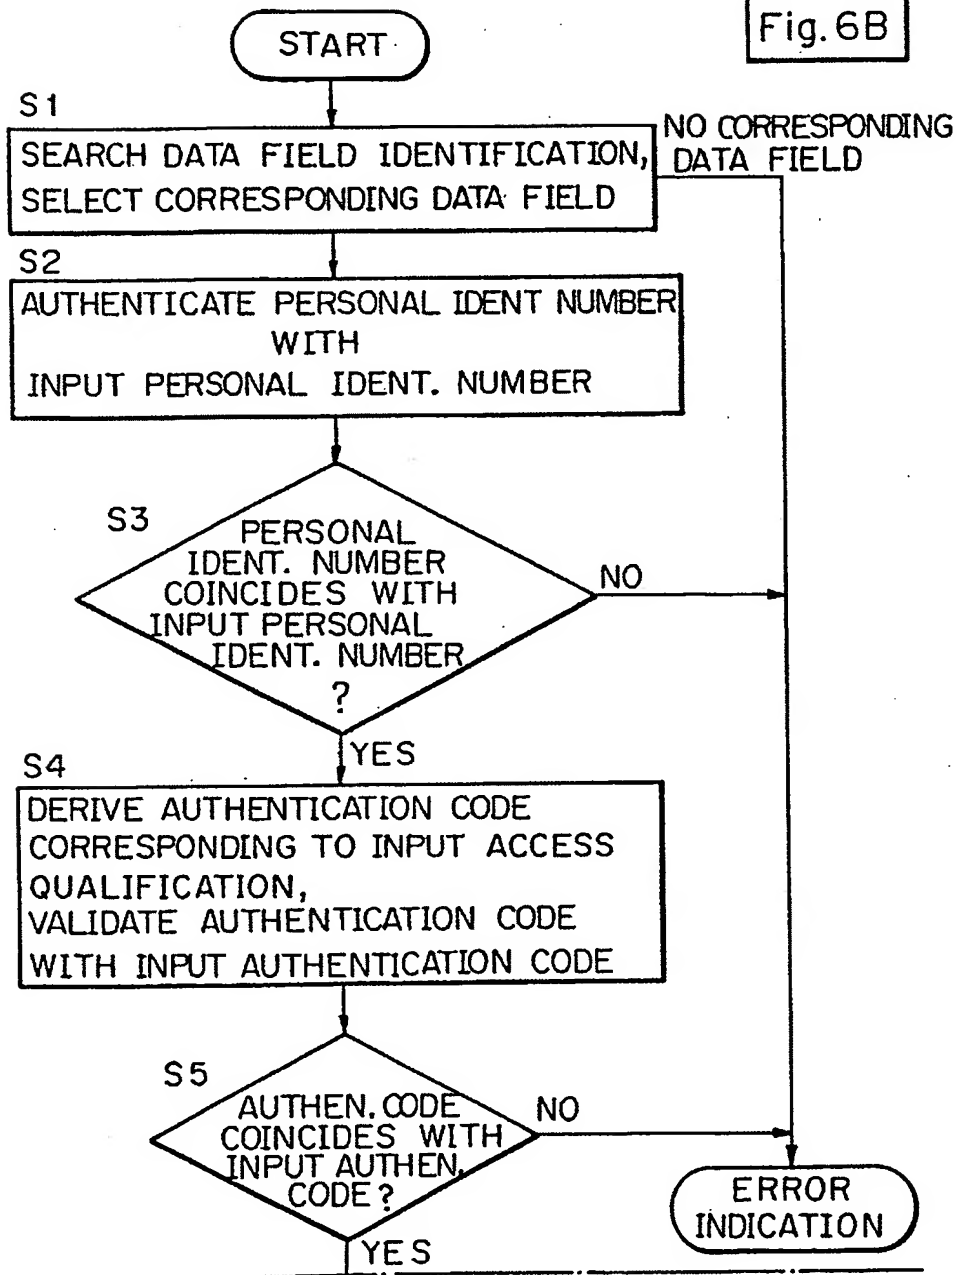 Fig. 6B
START
S1
SEARCH DATA FIELD IDENTIFICATION,
SELECT CORRESPONDING DATA FIELD
NO CORRESPONDING
DATA FIELD
S2
AUTHENTICATE PERSONAL IDENT NUMBER
WITH
INPUT PERSONAL IDENT. NUMBER
S3
PERSONAL
IDENT. NUMBER
COINCIDES WITH
INPUT PERSONAL
IDENT. NUMBER
?
NO
YES
S4
DERIVE AUTHENTICATION CODE
CORRESPONDING TO INPUT ACCESS
QUALIFICATION,
VALIDATE AUTHENTICATION CODE
WITH INPUT AUTHENTICATION CODE
S5
AUTHEN. CODE
COINCIDES WITH
INPUT AUTHEN.
CODE?
NO
YES
ERROR
INDICATION